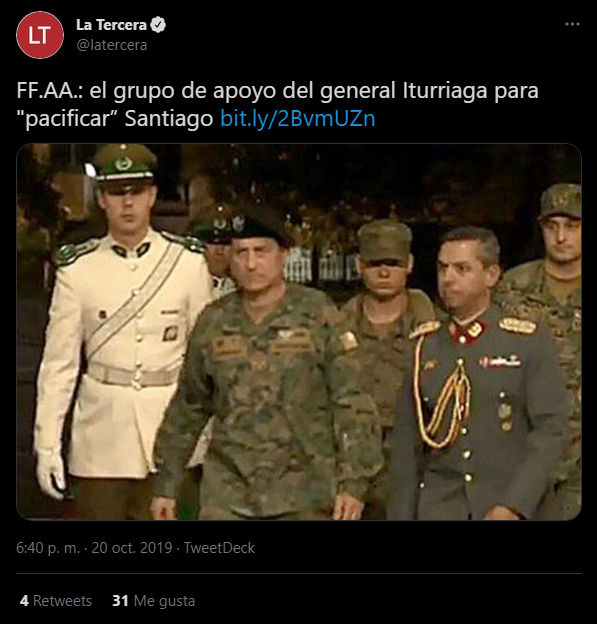 LT
La Tercera
@latercera
FF.AA.: el grupo de apoyo del general Iturriaga para
"pacificar” Santiago bit.ly/2BvmUZn
6:40 p. m. · 20 oct. 2019 · TweetDeck
4 Retweets 31 Me gusta